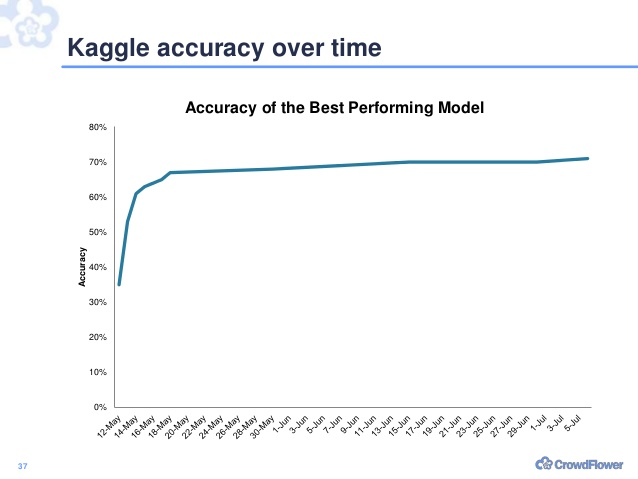 Kaggle accuracy over time
Accuracy of the Best Performing Model
80%
70%
60%
50%
40%
30%
20%
10%
0%
Accuracy
12-May
14-May
16-May
18-May
20-May
22-May
24-May
26-May
28-May
30-May
1-Jun
3-Jun
5-Jun
7-Jun
9-Jun
11-Jun
13-Jun
15-Jun
17-Jun
19-Jun
21-Jun
23-Jun
25-Jun
27-Jun
29-Jun
1-Jul
3-Jul
5-Jul
37
CrowdFlower